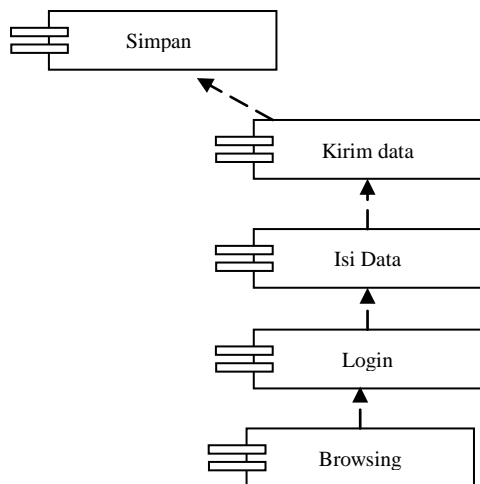 Simpan
Kirim data
Isi Data
Login
Browsing